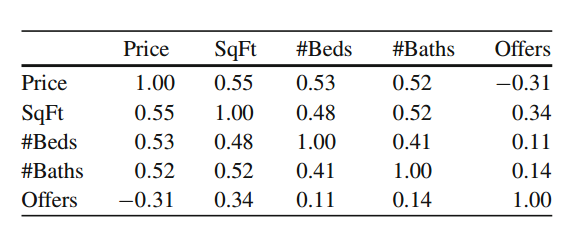 Price SqFt #Beds #Baths Offers
Price 1.00 0.55 0.53 0.52 −0.31
SqFt 0.55 1.00 0.48 0.52 0.34
#Beds 0.53 0.48 1.00 0.41 0.11
#Baths 0.52 0.52 0.41 1.00 0.14
Offers −0.31 0.34 0.11 0.14 1.00